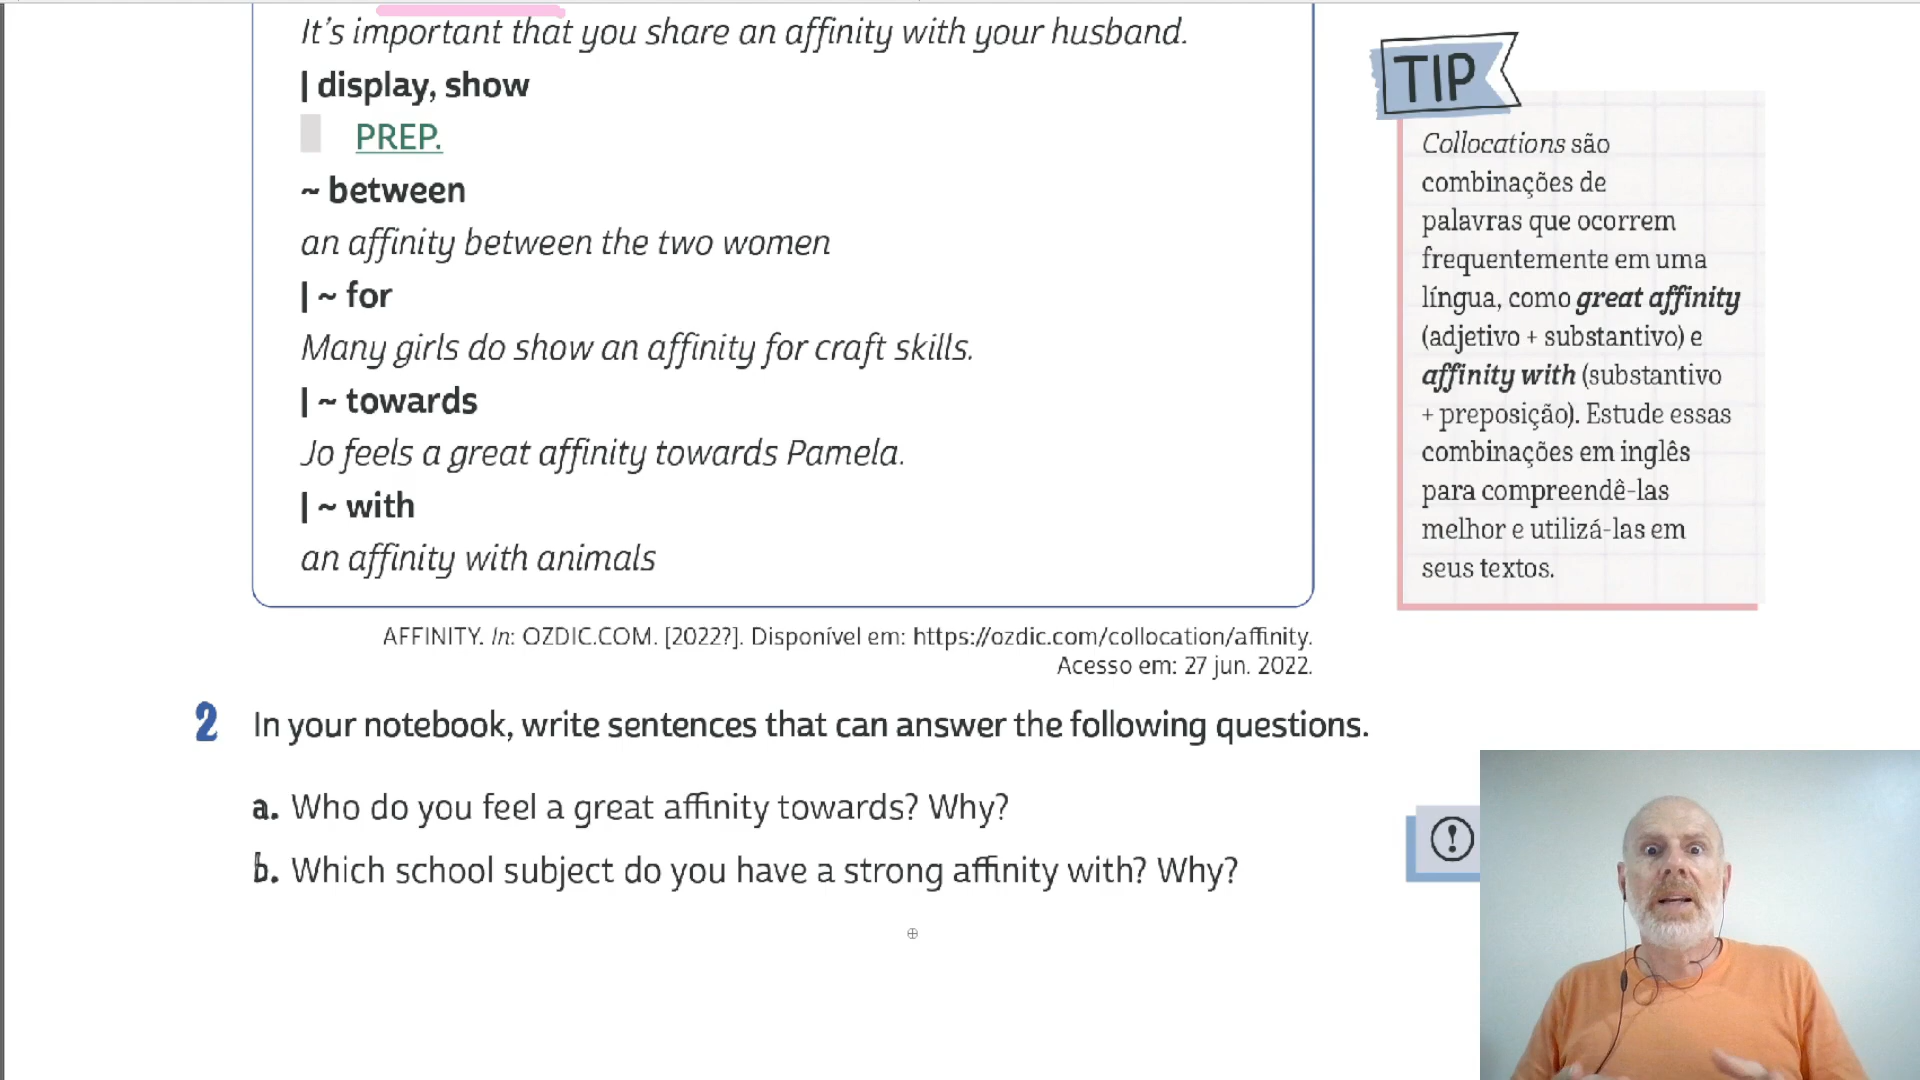 It's important that you share an affinity with your husband.
| display, show
PREP.
~ between
an affinity between the two women
| ~ for
Many girls do show an affinity for craft skills.
| ~ towards
Jo feels a great affinity towards Pamela.
| ~ with
an affinity with animals
AFFINITY. In: OZDIC.COM. [2022?]. Disponível em: https://ozdic.com/collocation/affinity.
Acesso em: 27 jun. 2022.
TIP
Collocations são
combinações de
palavras que ocorrem
frequentemente em uma
língua, como great affinity
(adjetivo + substantivo) e
affinity with (substantivo
+ preposição). Estude essas
combinações em inglês
para compreendê-las
melhor e utilizá-las em
seus textos.
2 In your notebook, write sentences that can answer the following questions.
a. Who do you feel a great affinity towards? Why?
b. Which school subject do you have a strong affinity with? Why?